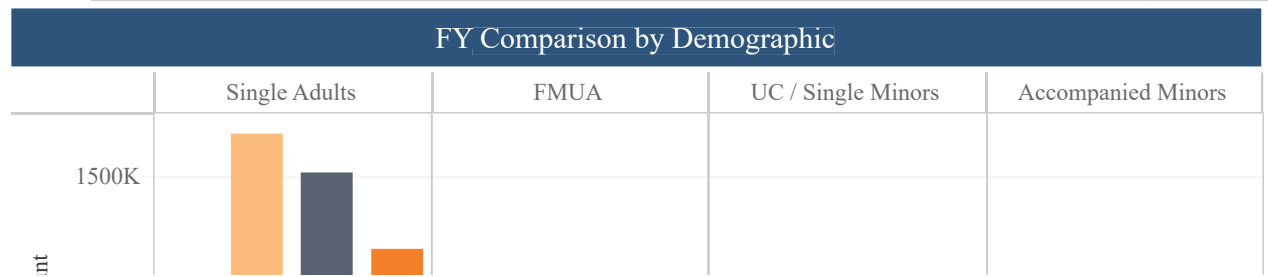 FY Comparison by Demographic
Single Adults FMUA UC / Single Minors Accompanied Minors
1500K